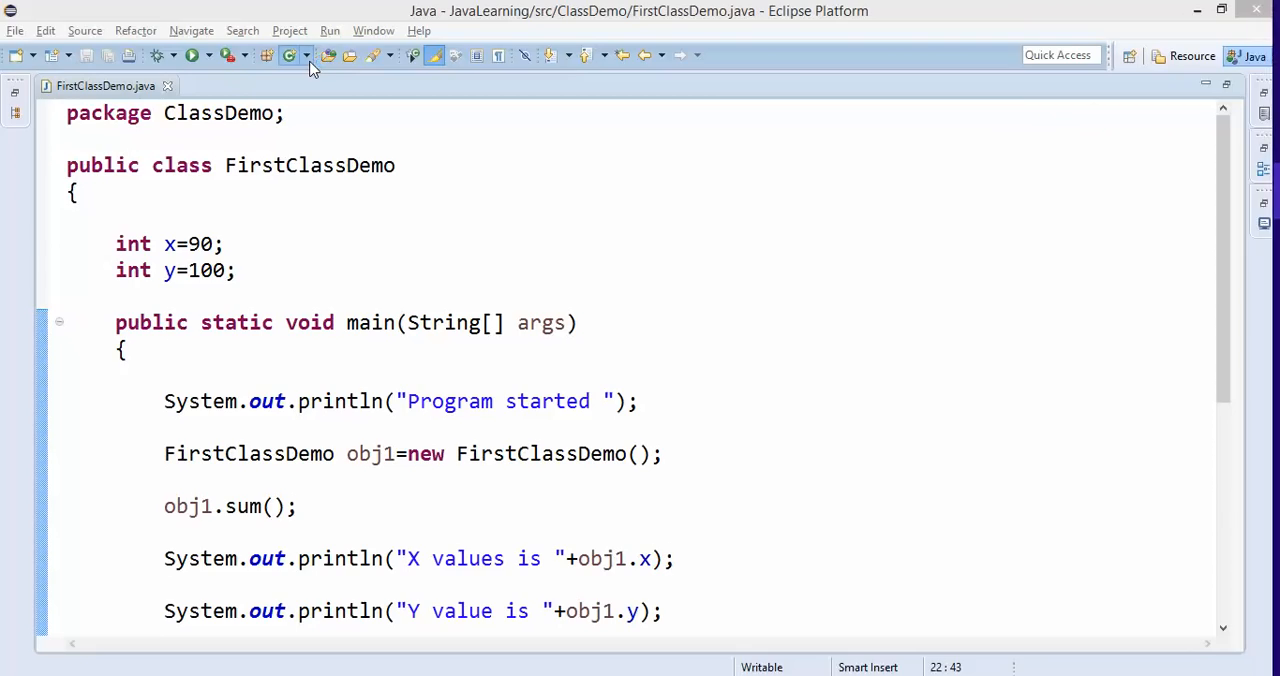 Java - JavaLearning/src/ClassDemo/FirstClassDemo.java - Eclipse Platform
File Edit Source Refactor Navigate Search Project Run Window Help
Quick Access Resource Java
FirstClassDemo.java
package ClassDemo;
public class FirstClassDemo
{
int x=90;
int y=100;
public static void main(String[] args)
{
System.out.println("Program started ");
FirstClassDemo obj1=new FirstClassDemo();
obj1.sum();
System.out.println("X values is "+obj1.x);
System.out.println("Y value is "+obj1.y);
Writable Smart Insert 22 : 43